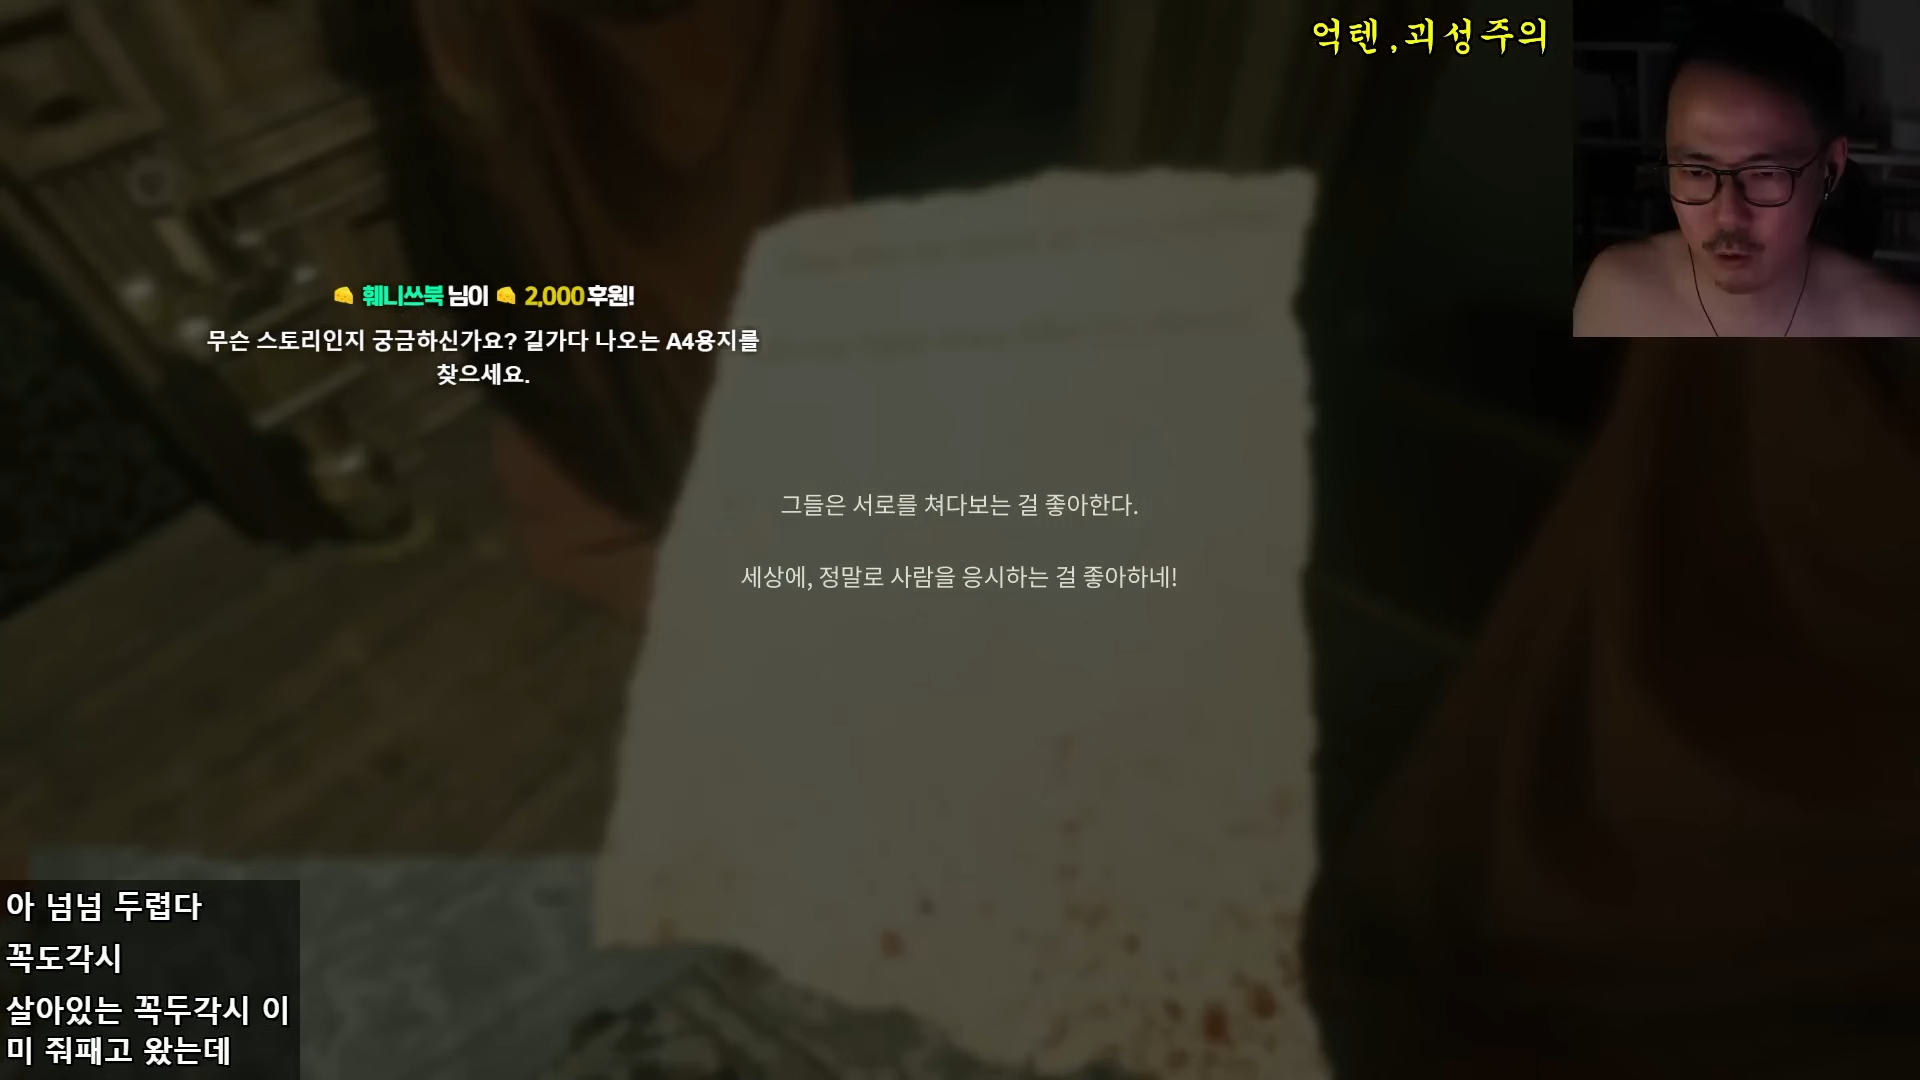 억텐,괴성주의
훼니쓰북 님이 2,000 후원!
무슨 스토리인지 궁금하신가요? 길가다 나오는 A4용지를
찾으세요.
그들은 서로를 쳐다보는 걸 좋아한다.
세상에, 정말로 사람을 응시하는 걸 좋아하네!
아 넘넘 두렵다
꼭도각시
살아있는 꼭두각시 이
미 줘패고 왔는데